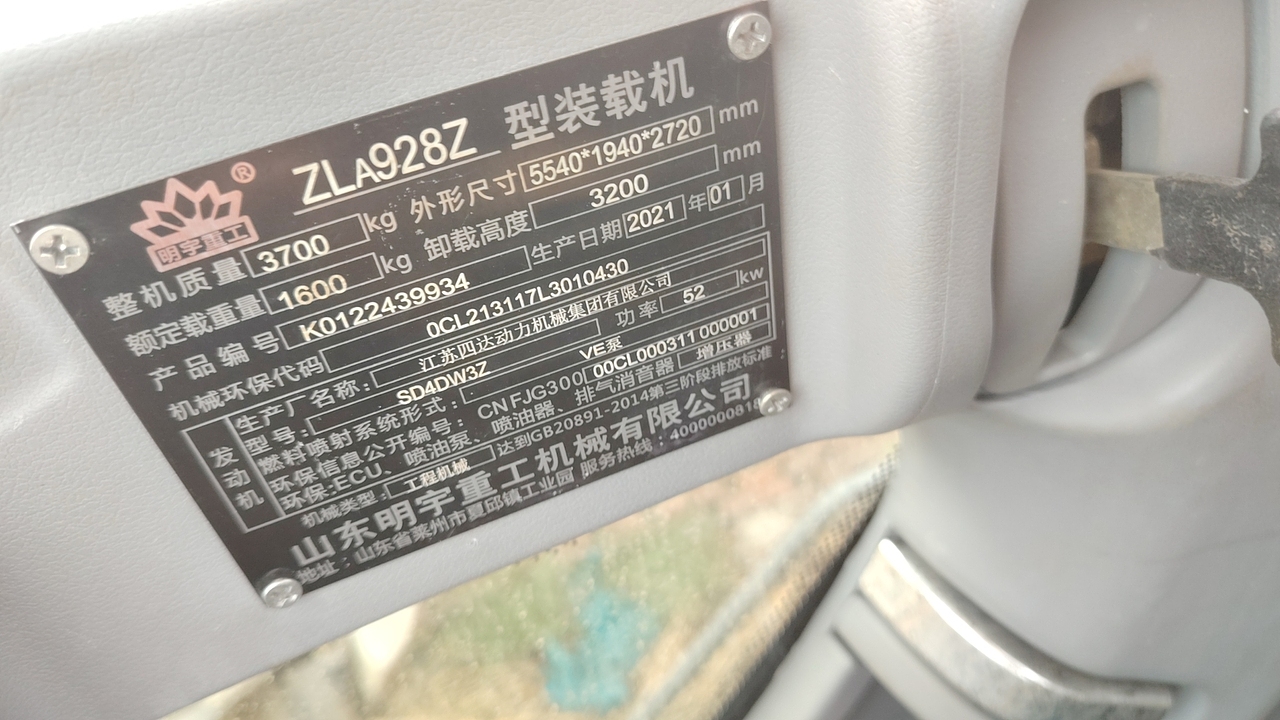 明宇重工®
ZLA928Z 型装载机
整机质量 3700 kg 外形尺寸 5540*1940*2720 mm
额定载重量 1600 kg 卸载高度 3200 mm
产品编号 K0122439934 生产日期 2021 年 01 月
机械环保代码 0CL213117L3010430
发动机
生产厂名称: 江苏四达动力机械集团有限公司
型号: SD4DW3Z 功率 52 kw
燃料喷射系统形式: VE泵
环保信息公开编号: CNFJG300 00CL000311 000001
环保:ECU、喷油泵、喷油器、排气消音器 增压器
机械类型: 工程机械 达到GB20891-2014第三阶段排放标准
山东明宇重工机械有限公司
地址:山东省莱州市夏邱镇工业园 服务热线:400000081